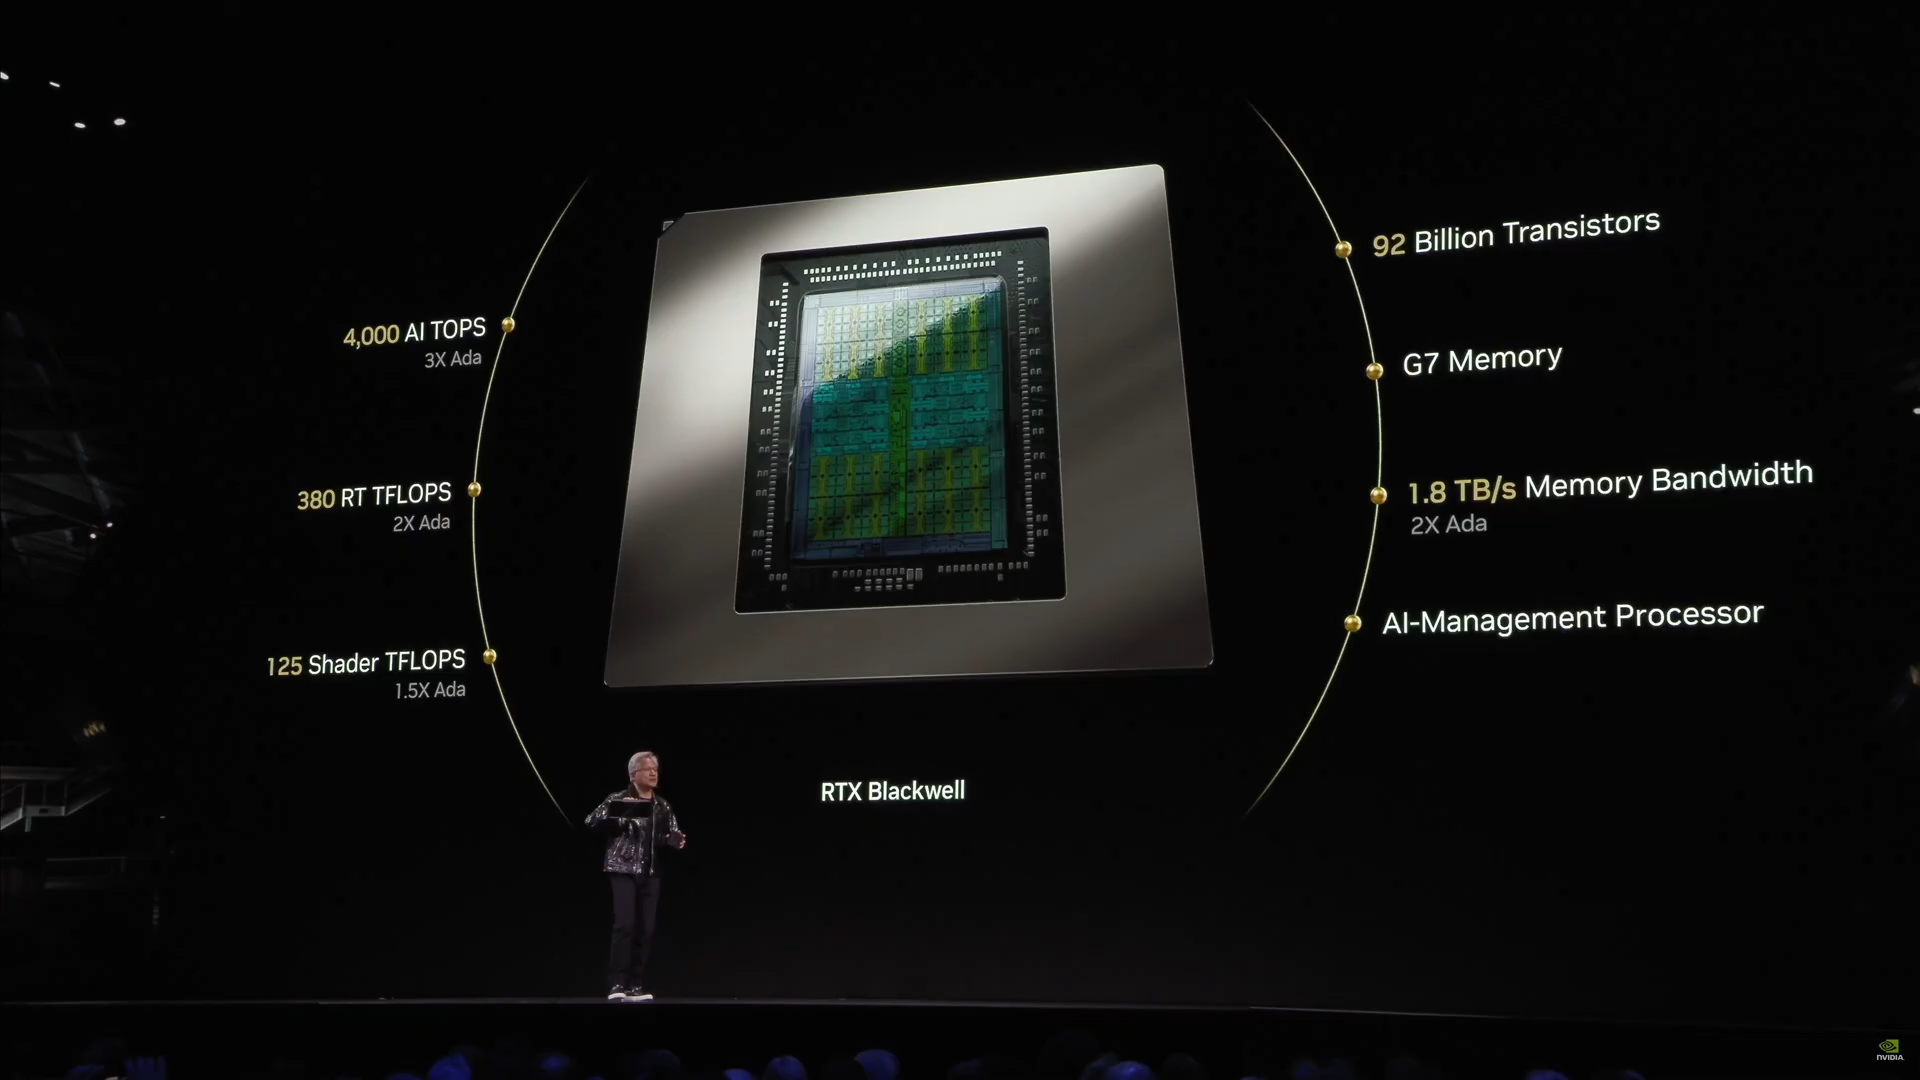 4,000 AI TOPS
3X Ada
380 RT TFLOPS
2X Ada
125 Shader TFLOPS
1.5X Ada
92 Billion Transistors
G7 Memory
1.8 TB/s Memory Bandwidth
2X Ada
AI-Management Processor
RTX Blackwell
NVIDIA